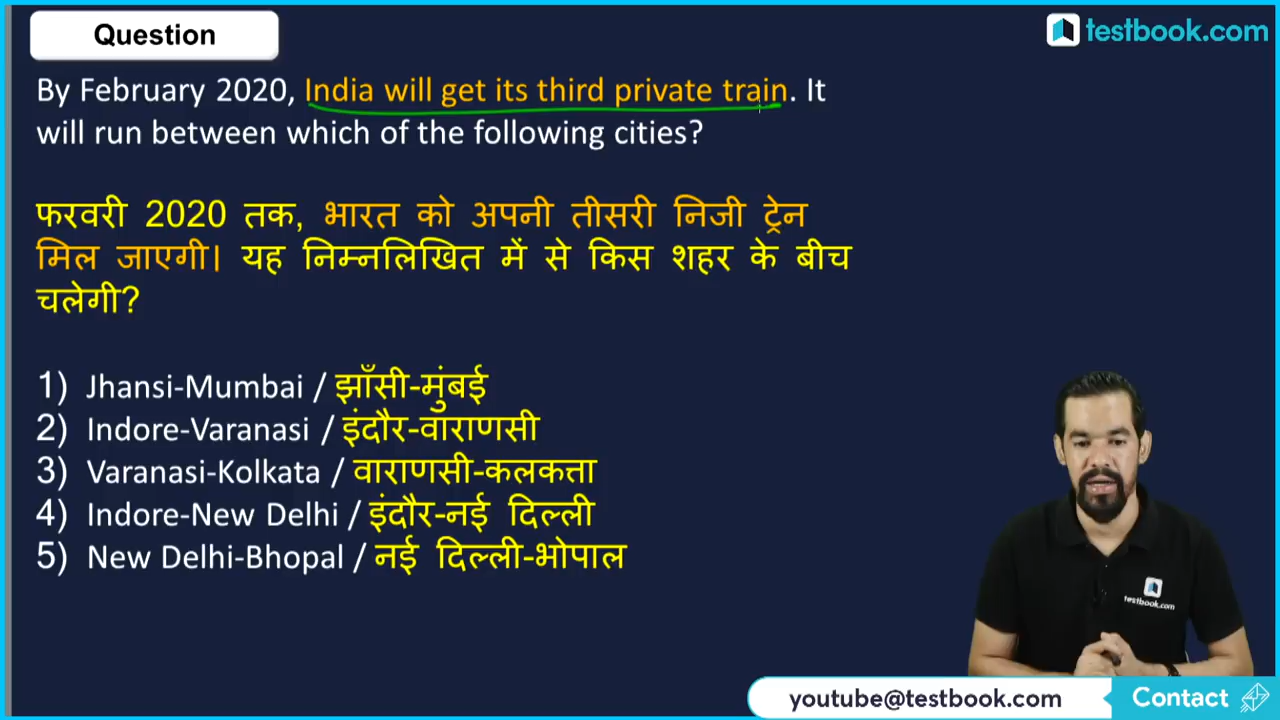 Question
testbook.com
By February 2020, India will get its third private train. It
will run between which of the following cities?
फरवरी 2020 तक, भारत को अपनी तीसरी निजी ट्रेन
मिल जाएगी। यह निम्नलिखित में से किस शहर के बीच
चलेगी?
1) Jhansi-Mumbai / झाँसी-मुंबई
2) Indore-Varanasi / इंदौर-वाराणसी
3) Varanasi-Kolkata / वाराणसी-कलकत्ता
4) Indore-New Delhi / इंदौर-नई दिल्ली
5) New Delhi-Bhopal / नई दिल्ली-भोपाल
testbook.com
youtube@testbook.com Contact